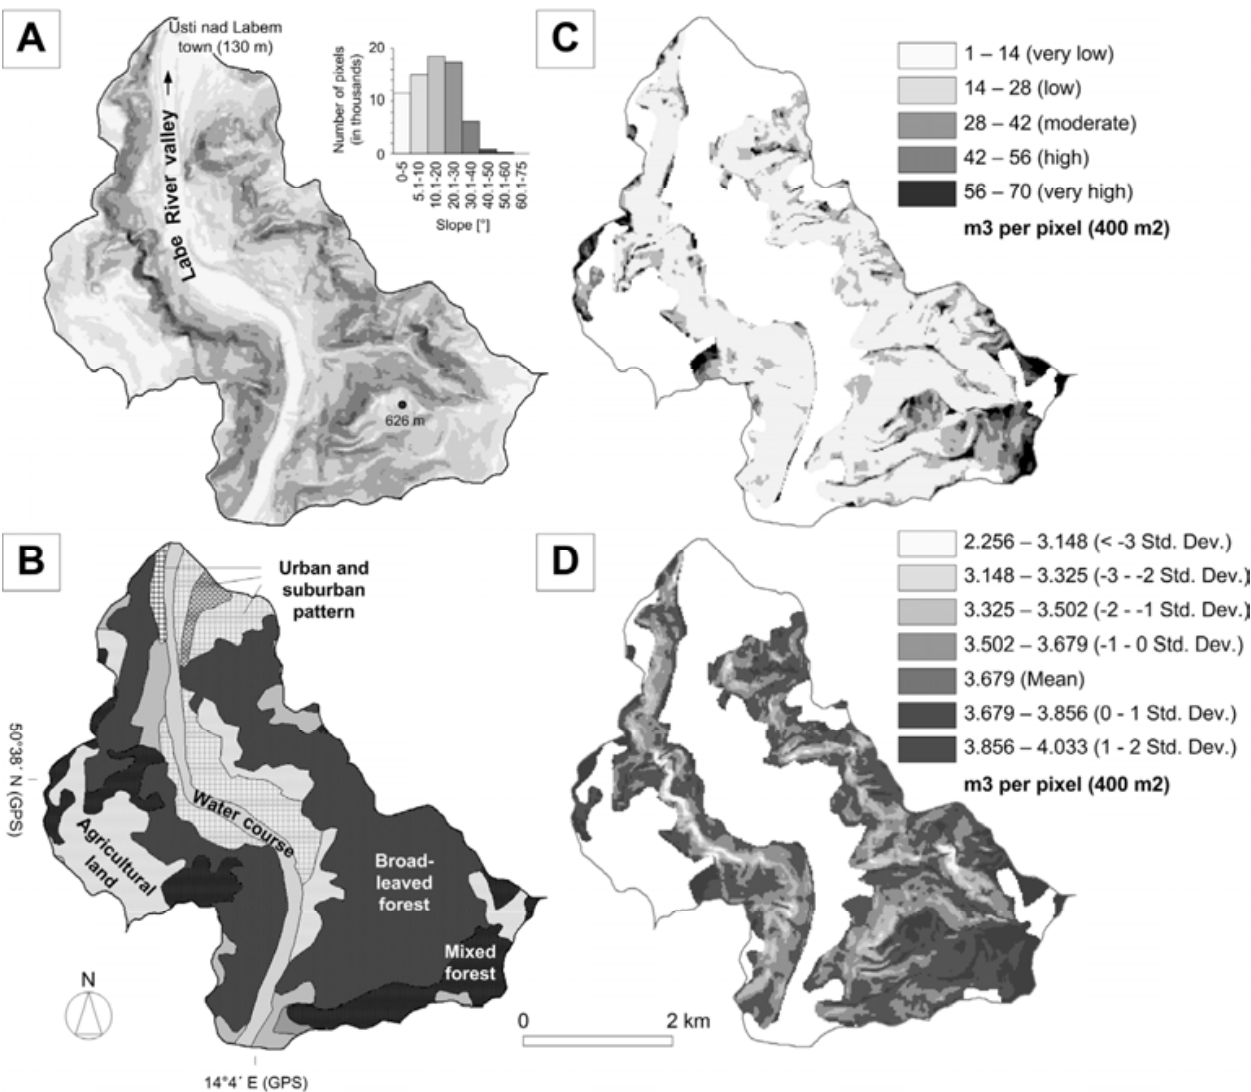 A
Ústi nad Labem
town (130 m)
Labe River valley
Number of pixels
(in thousands)
20
10
0
0-5
5.1-10
10.1-20
20.1-30
30.1-40
40.1-50
50.1-60
60.1-75
Slope [°]
626 m
C
1 – 14 (very low)
14 – 28 (low)
28 – 42 (moderate)
42 – 56 (high)
56 – 70 (very high)
m3 per pixel (400 m2)
B
Urban and
suburban
pattern
Water course
Agricultural
land
Broad-
leaved
forest
Mixed
forest
50°38´ N (GPS)
N
14°4´ E (GPS)
D
2.256 – 3.148 (< -3 Std. Dev.)
3.148 – 3.325 (-3 - -2 Std. Dev.)
3.325 – 3.502 (-2 - -1 Std. Dev.)
3.502 – 3.679 (-1 - 0 Std. Dev.)
3.679 (Mean)
3.679 – 3.856 (0 - 1 Std. Dev.)
3.856 – 4.033 (1 - 2 Std. Dev.)
m3 per pixel (400 m2)
0 2 km